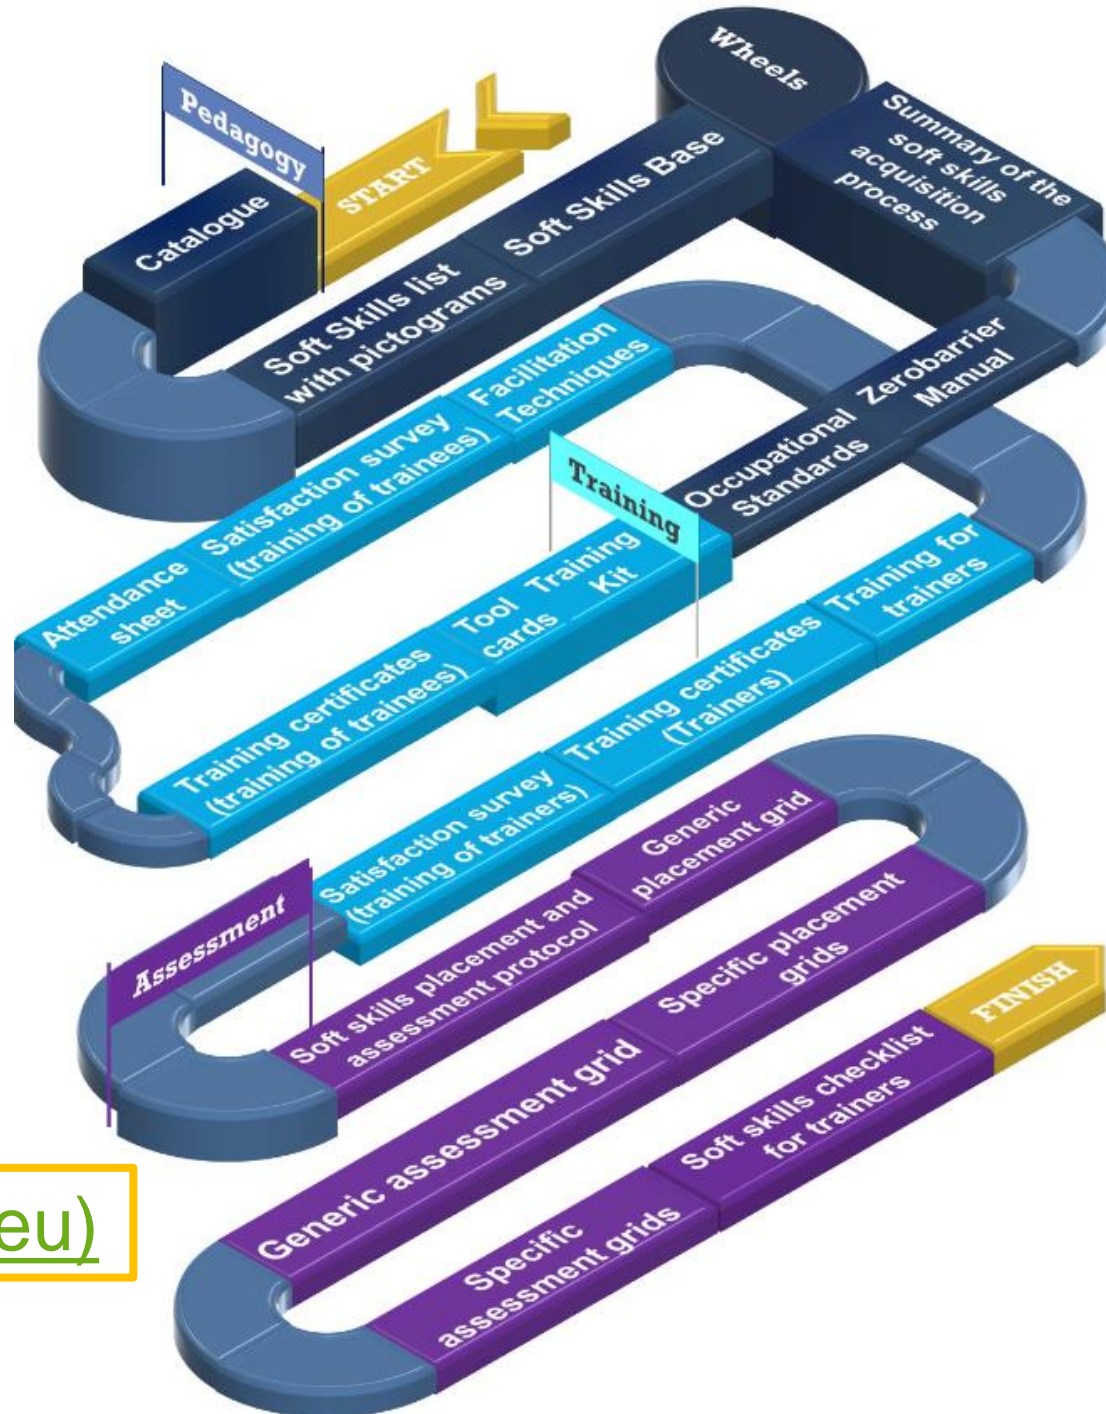 Pedagogy
START
Catalogue
Soft Skills list
with pictograms
Soft Skills Base
Wheels
Summary of the
soft skills
acquisition
process
Zerobarrier
Manual
Occupational
Standards
Training
Training
Kit
Tool
cards
Training certificates
(training of trainees)
Attendance
sheet
Satisfaction survey
(training of trainees)
Facilitation
Techniques
Training for
trainers
Training certificates
(Trainers)
Satisfaction survey
(training of trainers)
Assessment
Soft skills placement and
assessment protocol
Generic
placement grid
Specific placement
grids
Generic assessment grid
Specific
assessment grids
Soft skills checklist
for trainers
FINISH
eu)